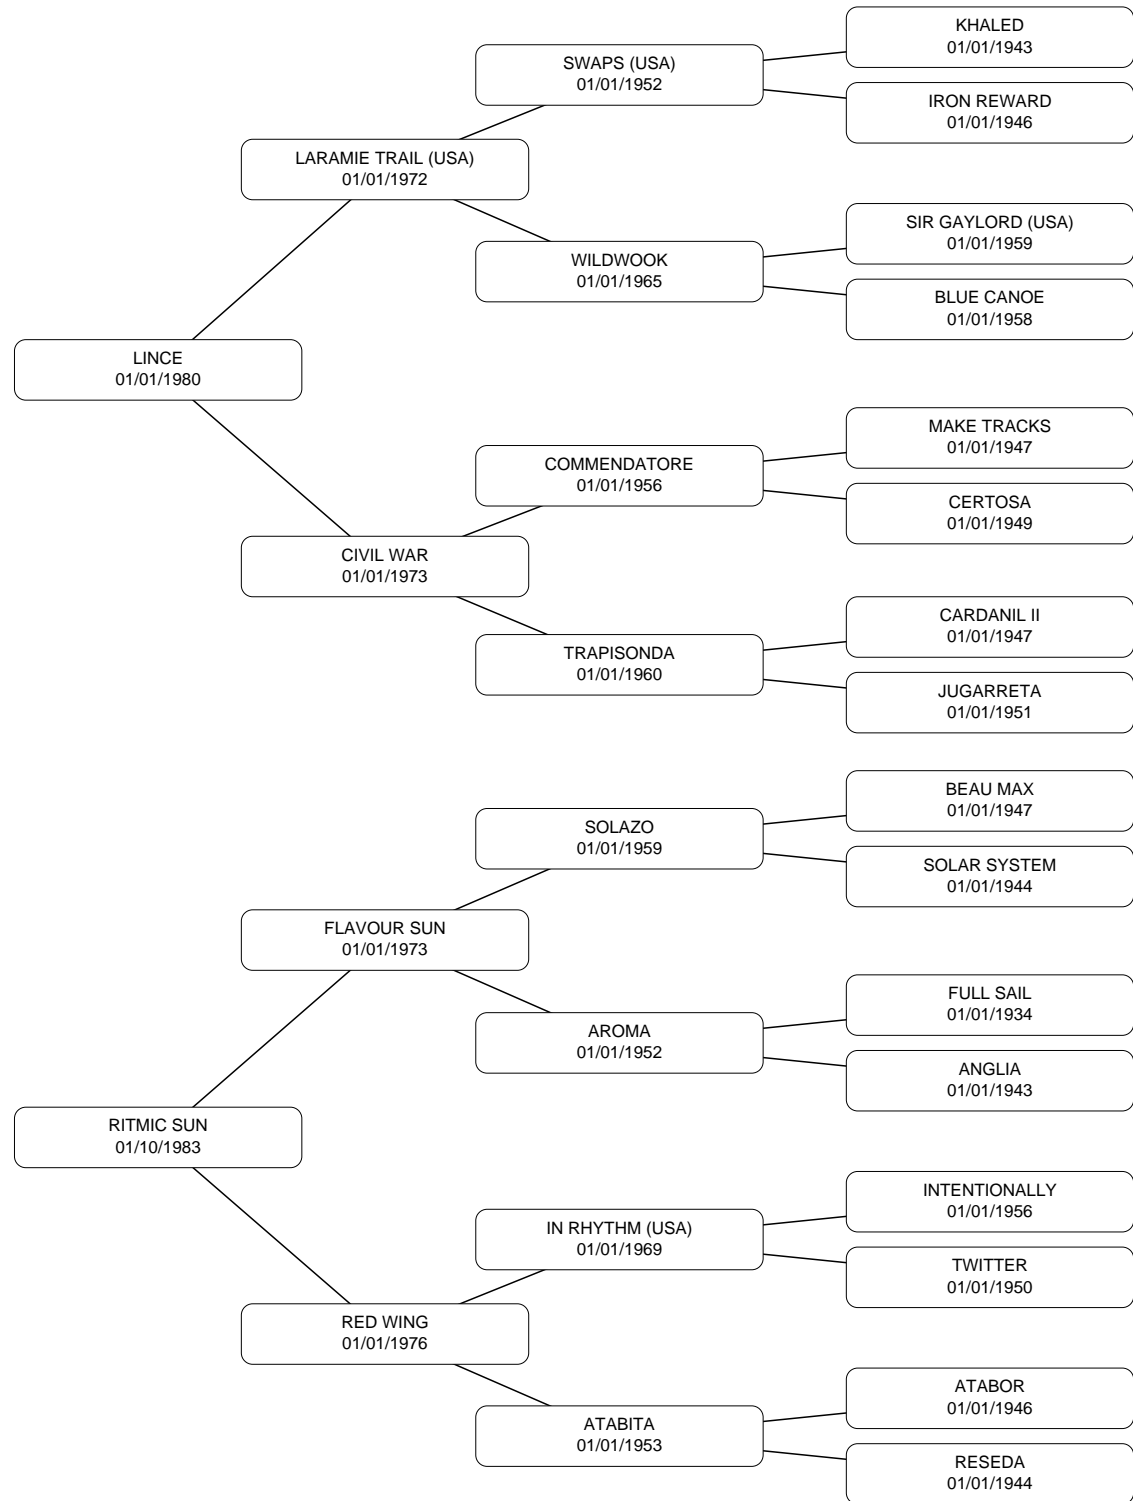 KHALED
01/01/1943
SWAPS (USA)
01/01/1952
IRON REWARD
01/01/1946
LARAMIE TRAIL (USA)
01/01/1972
SIR GAYLORD (USA)
01/01/1959
WILDWOOK
01/01/1965
BLUE CANOE
01/01/1958
LINCE
01/01/1980
MAKE TRACKS
01/01/1947
COMMENDATORE
01/01/1956
CERTOSA
01/01/1949
CIVIL WAR
01/01/1973
CARDANIL II
01/01/1947
TRAPISONDA
01/01/1960
JUGARRETA
01/01/1951
BEAU MAX
01/01/1947
SOLAZO
01/01/1959
SOLAR SYSTEM
01/01/1944
FLAVOUR SUN
01/01/1973
FULL SAIL
01/01/1934
AROMA
01/01/1952
ANGLIA
01/01/1943
RITMIC SUN
01/10/1983
INTENTIONALLY
01/01/1956
IN RHYTHM (USA)
01/01/1969
TWITTER
01/01/1950
RED WING
01/01/1976
ATABOR
01/01/1946
ATABITA
01/01/1953
RESEDA
01/01/1944